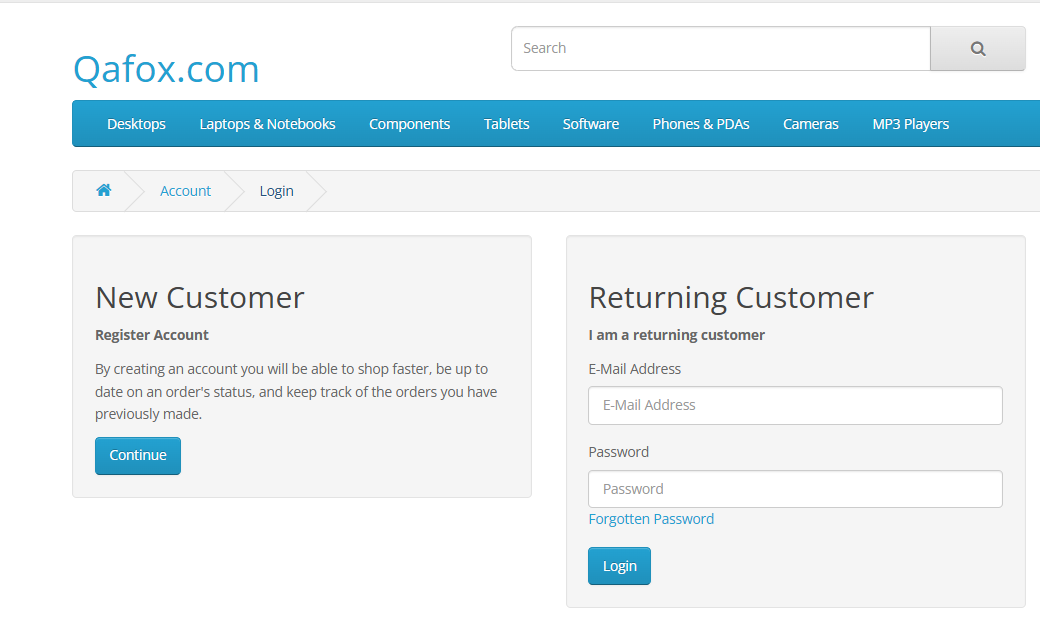 Search
Qafox.com
Desktops Laptops & Notebooks Components Tablets Software Phones & PDAs Cameras MP3 Players
Account Login
New Customer
Register Account
By creating an account you will be able to shop faster, be up to
date on an order's status, and keep track of the orders you have
previously made.
Continue
Returning Customer
I am a returning customer
E-Mail Address
E-Mail Address
Password
Password
Forgotten Password
Login